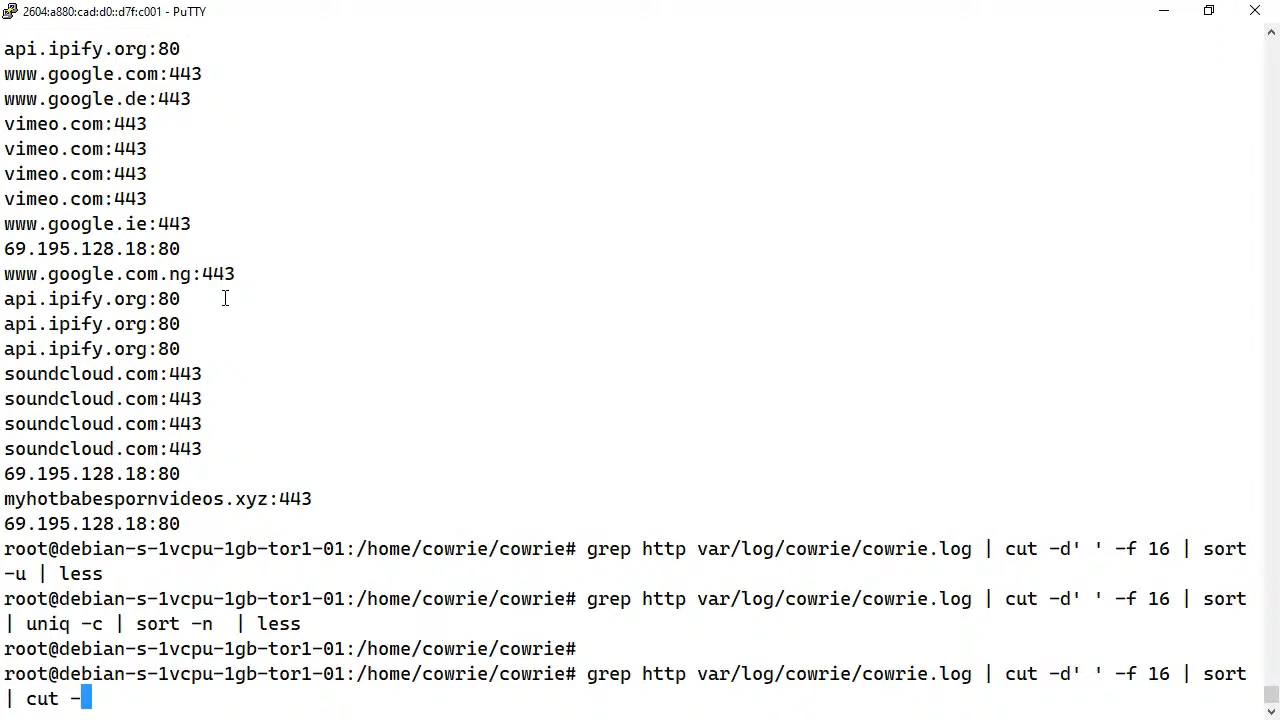 2604:a880:cad:d0::d7f:c001 - PuTTY
api.ipify.org:80
www.google.com:443
www.google.de:443
vimeo.com:443
vimeo.com:443
vimeo.com:443
vimeo.com:443
www.google.ie:443
69.195.128.18:80
www.google.com.ng:443
api.ipify.org:80
api.ipify.org:80
api.ipify.org:80
soundcloud.com:443
soundcloud.com:443
soundcloud.com:443
soundcloud.com:443
69.195.128.18:80
myhotbabespornvideos.xyz:443
69.195.128.18:80
root@debian-s-1vcpu-1gb-tor1-01:/home/cowrie/cowrie# grep http var/log/cowrie/cowrie.log | cut -d' ' -f 16 | sort
-u | less
root@debian-s-1vcpu-1gb-tor1-01:/home/cowrie/cowrie# grep http var/log/cowrie/cowrie.log | cut -d' ' -f 16 | sort
| uniq -c | sort -n  | less
root@debian-s-1vcpu-1gb-tor1-01:/home/cowrie/cowrie#
root@debian-s-1vcpu-1gb-tor1-01:/home/cowrie/cowrie# grep http var/log/cowrie/cowrie.log | cut -d' ' -f 16 | sort
| cut -